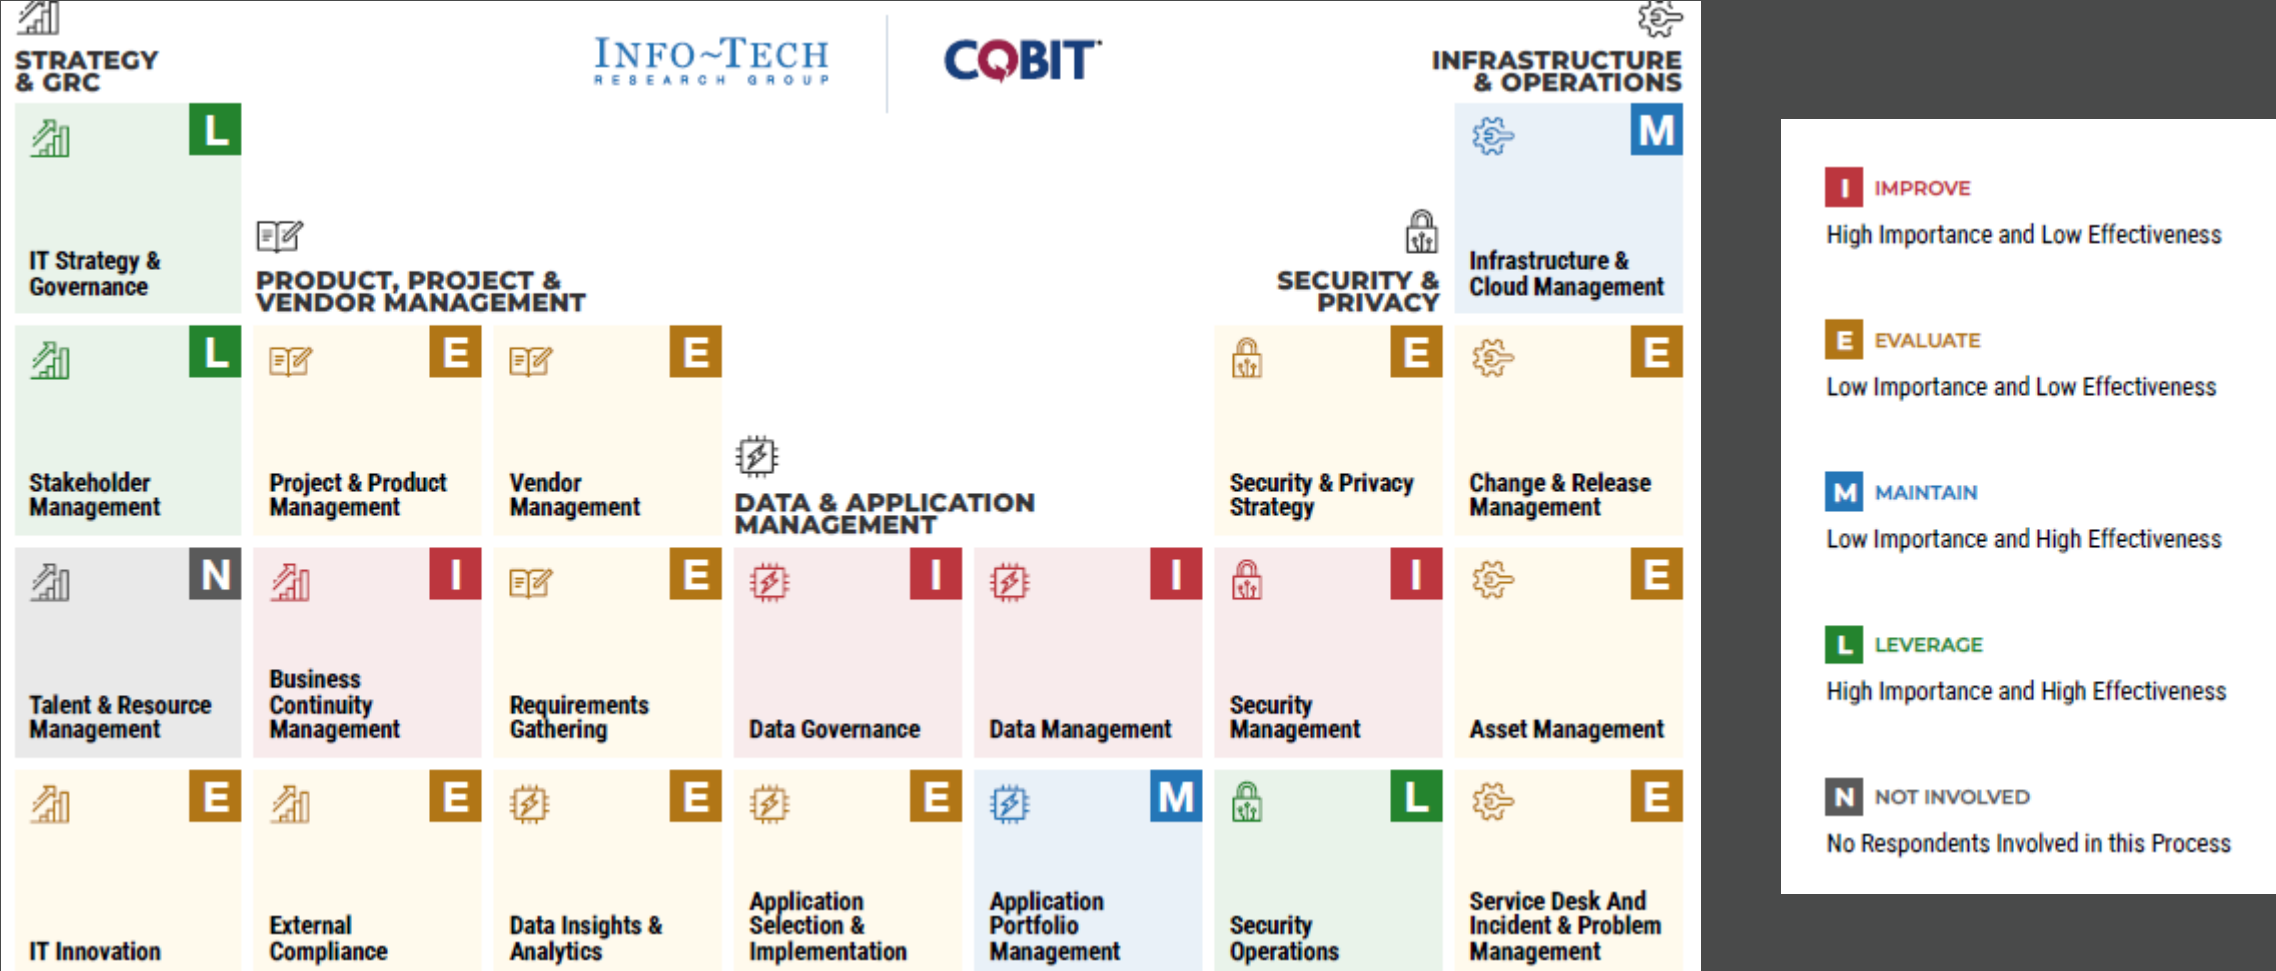 STRATEGY
& GRC
INFO~TECH
RESEARCH GROUP
COBIT
INFRASTRUCTURE
& OPERATIONS
L
IT Strategy &
Governance
PRODUCT, PROJECT &
VENDOR MANAGEMENT
SECURITY &
PRIVACY
M
Infrastructure &
Cloud Management
L
Stakeholder
Management
E
Project & Product
Management
E
Vendor
Management
DATA & APPLICATION
MANAGEMENT
E
Security & Privacy
Strategy
E
Change & Release
Management
N
Talent & Resource
Management
I
Business
Continuity
Management
E
Requirements
Gathering
I
Data Governance
I
Data Management
I
Security
Management
E
Asset Management
E
IT Innovation
E
External
Compliance
E
Data Insights &
Analytics
E
Application
Selection &
Implementation
M
Application
Portfolio
Management
L
Security
Operations
E
Service Desk And
Incident & Problem
Management
I IMPROVE
High Importance and Low Effectiveness
E EVALUATE
Low Importance and Low Effectiveness
M MAINTAIN
Low Importance and High Effectiveness
L LEVERAGE
High Importance and High Effectiveness
N NOT INVOLVED
No Respondents Involved in this Process